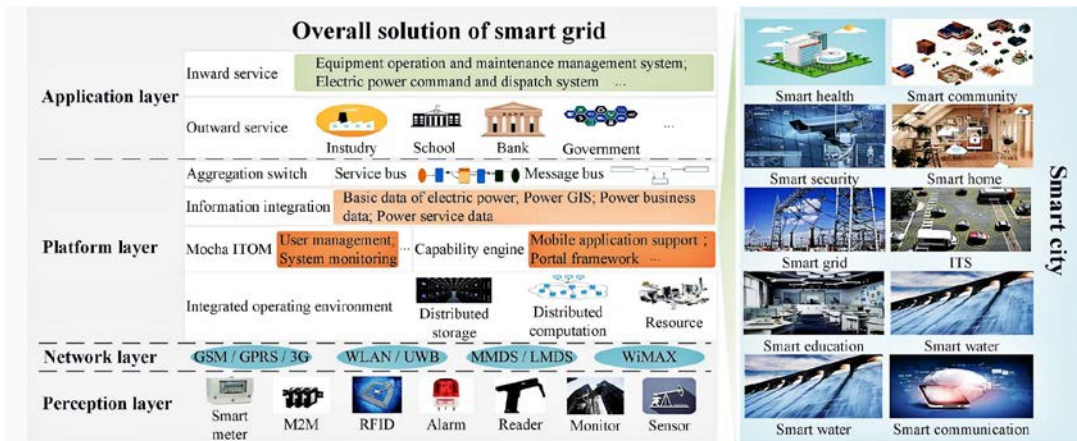 Overall solution of smart grid
Application layer
Inward service
Equipment operation and maintenance management system;
Electric power command and dispatch system ...
Outward service
Instudry
School
Bank
Government
...
Platform layer
Aggregation switch
Service bus
Message bus
Information integration
Basic data of electric power; Power GIS; Power business
data; Power service data
Mocha ITOM
User management;
System monitoring
...
Capability engine
Mobile application support ;
Portal framework ...
Integrated operating environment
Distributed
storage
Distributed
computation
Resource
Network layer
GSM / GPRS / 3G
WLAN / UWB
MMDS / LMDS
WiMAX
Perception layer
Smart
meter
M2M
RFID
Alarm
Reader
Monitor
Sensor
Smart city
Smart health
Smart community
Smart security
Smart home
Smart grid
ITS
Smart education
Smart water
Smart water
Smart communication